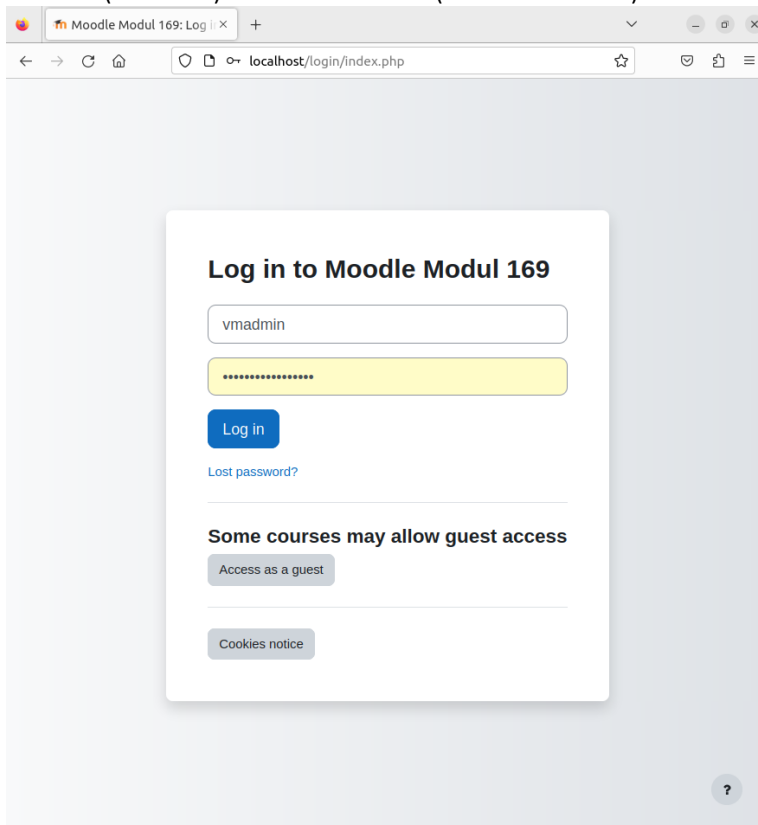 Moodle Modul 169: Log i
localhost/login/index.php
Log in to Moodle Modul 169
vmadmin
•••••••••••••••••
Log in
Lost password?
Some courses may allow guest access
Access as a guest
Cookies notice
?